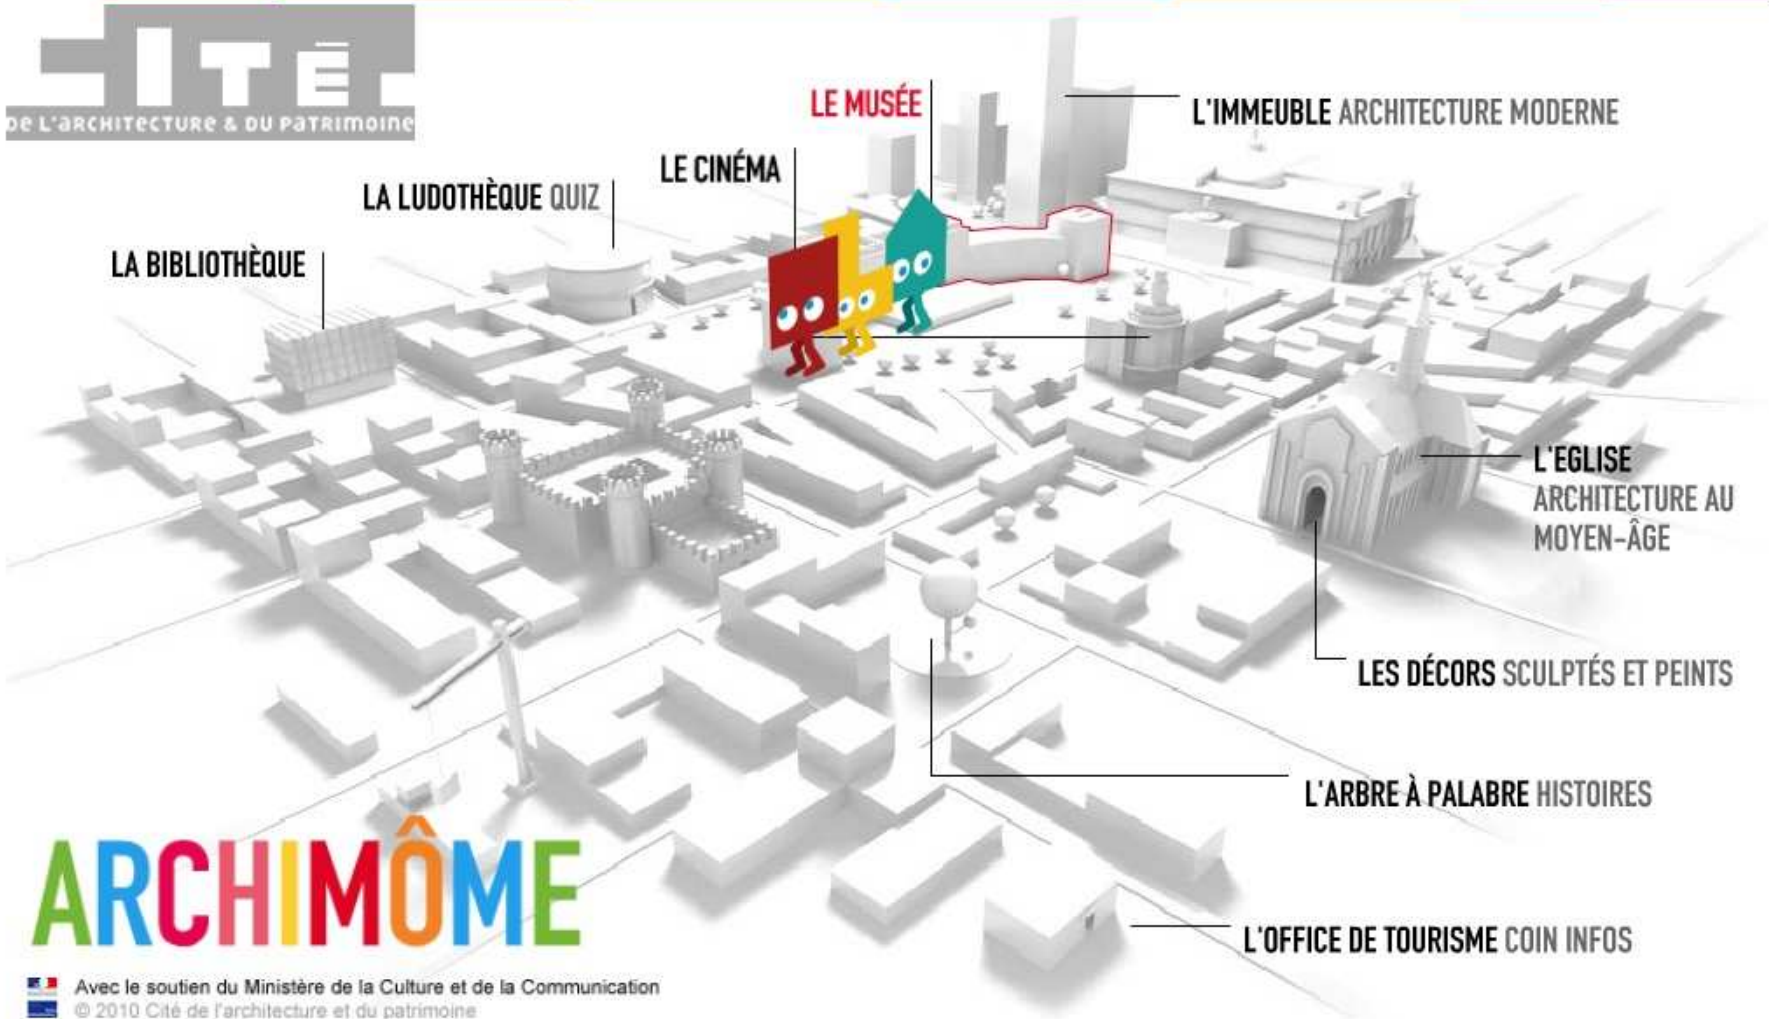 CITÉ
DE L'ARCHITECTURE & DU PATRIMOINE
LE MUSÉE
L'IMMEUBLE ARCHITECTURE MODERNE
LE CINÉMA
LA LUDOTHÈQUE QUIZ
LA BIBLIOTHÈQUE
L'EGLISE
ARCHITECTURE AU
MOYEN-ÂGE
LES DÉCORS SCULPTÉS ET PEINTS
L'ARBRE À PALABRE HISTOIRES
L'OFFICE DE TOURISME COIN INFOS
ARCHIMÔME
Avec le soutien du Ministère de la Culture et de la Communication
© 2010 Cité de l'architecture et du patrimoine